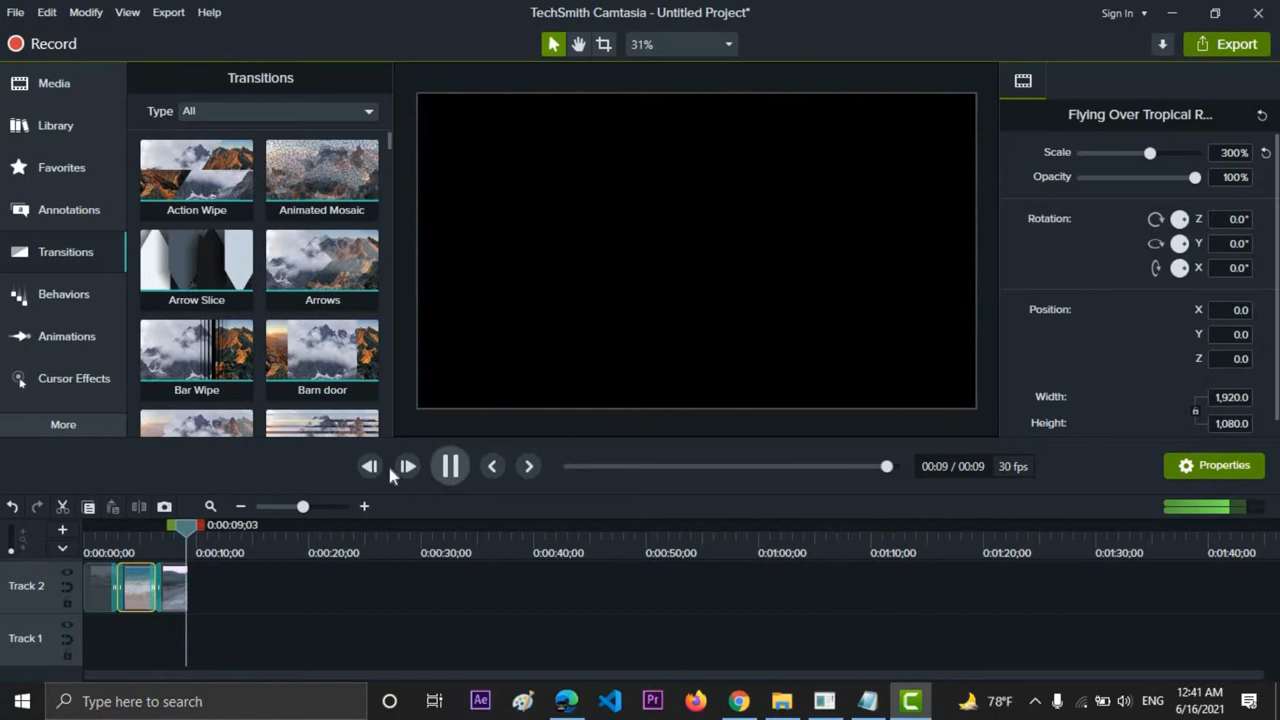 File Edit Modify View Export Help TechSmith Camtasia - Untitled Project* Sign In
Record 31% Export
Media
Library
Favorites
Annotations
Transitions
Behaviors
Animations
Cursor Effects
More
Transitions
Type All
Action Wipe Animated Mosaic
Arrow Slice Arrows
Bar Wipe Barn door
Flying Over Tropical R...
Scale 300%
Opacity 100%
Rotation: Z 0.0°
Y 0.0°
X 0.0°
Position: X 0.0
Y 0.0
Z 0.0
Width: 1,920.0
Height: 1,080.0
00:09 / 00:09 30 fps Properties
0:00:09;03
0:00:00;00 0:00:10;00 0:00:20;00 0:00:30;00 0:00:40;00 0:00:50;00 0:01:00;00 0:01:10;00 0:01:20;00 0:01:30;00 0:01:40;00
Track 2
Track 1
Type here to search Ae Pr 78°F ENG 12:41 AM
6/16/2021